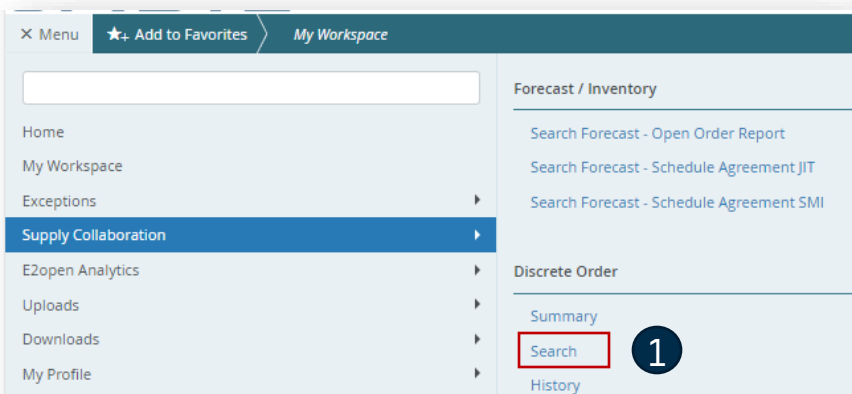 Menu
Add to Favorites
My Workspace
Home
My Workspace
Exceptions
Supply Collaboration
E2open Analytics
Uploads
Downloads
My Profile
Forecast / Inventory
Search Forecast - Open Order Report
Search Forecast - Schedule Agreement JIT
Search Forecast - Schedule Agreement SMI
Discrete Order
Summary
Search
1
History